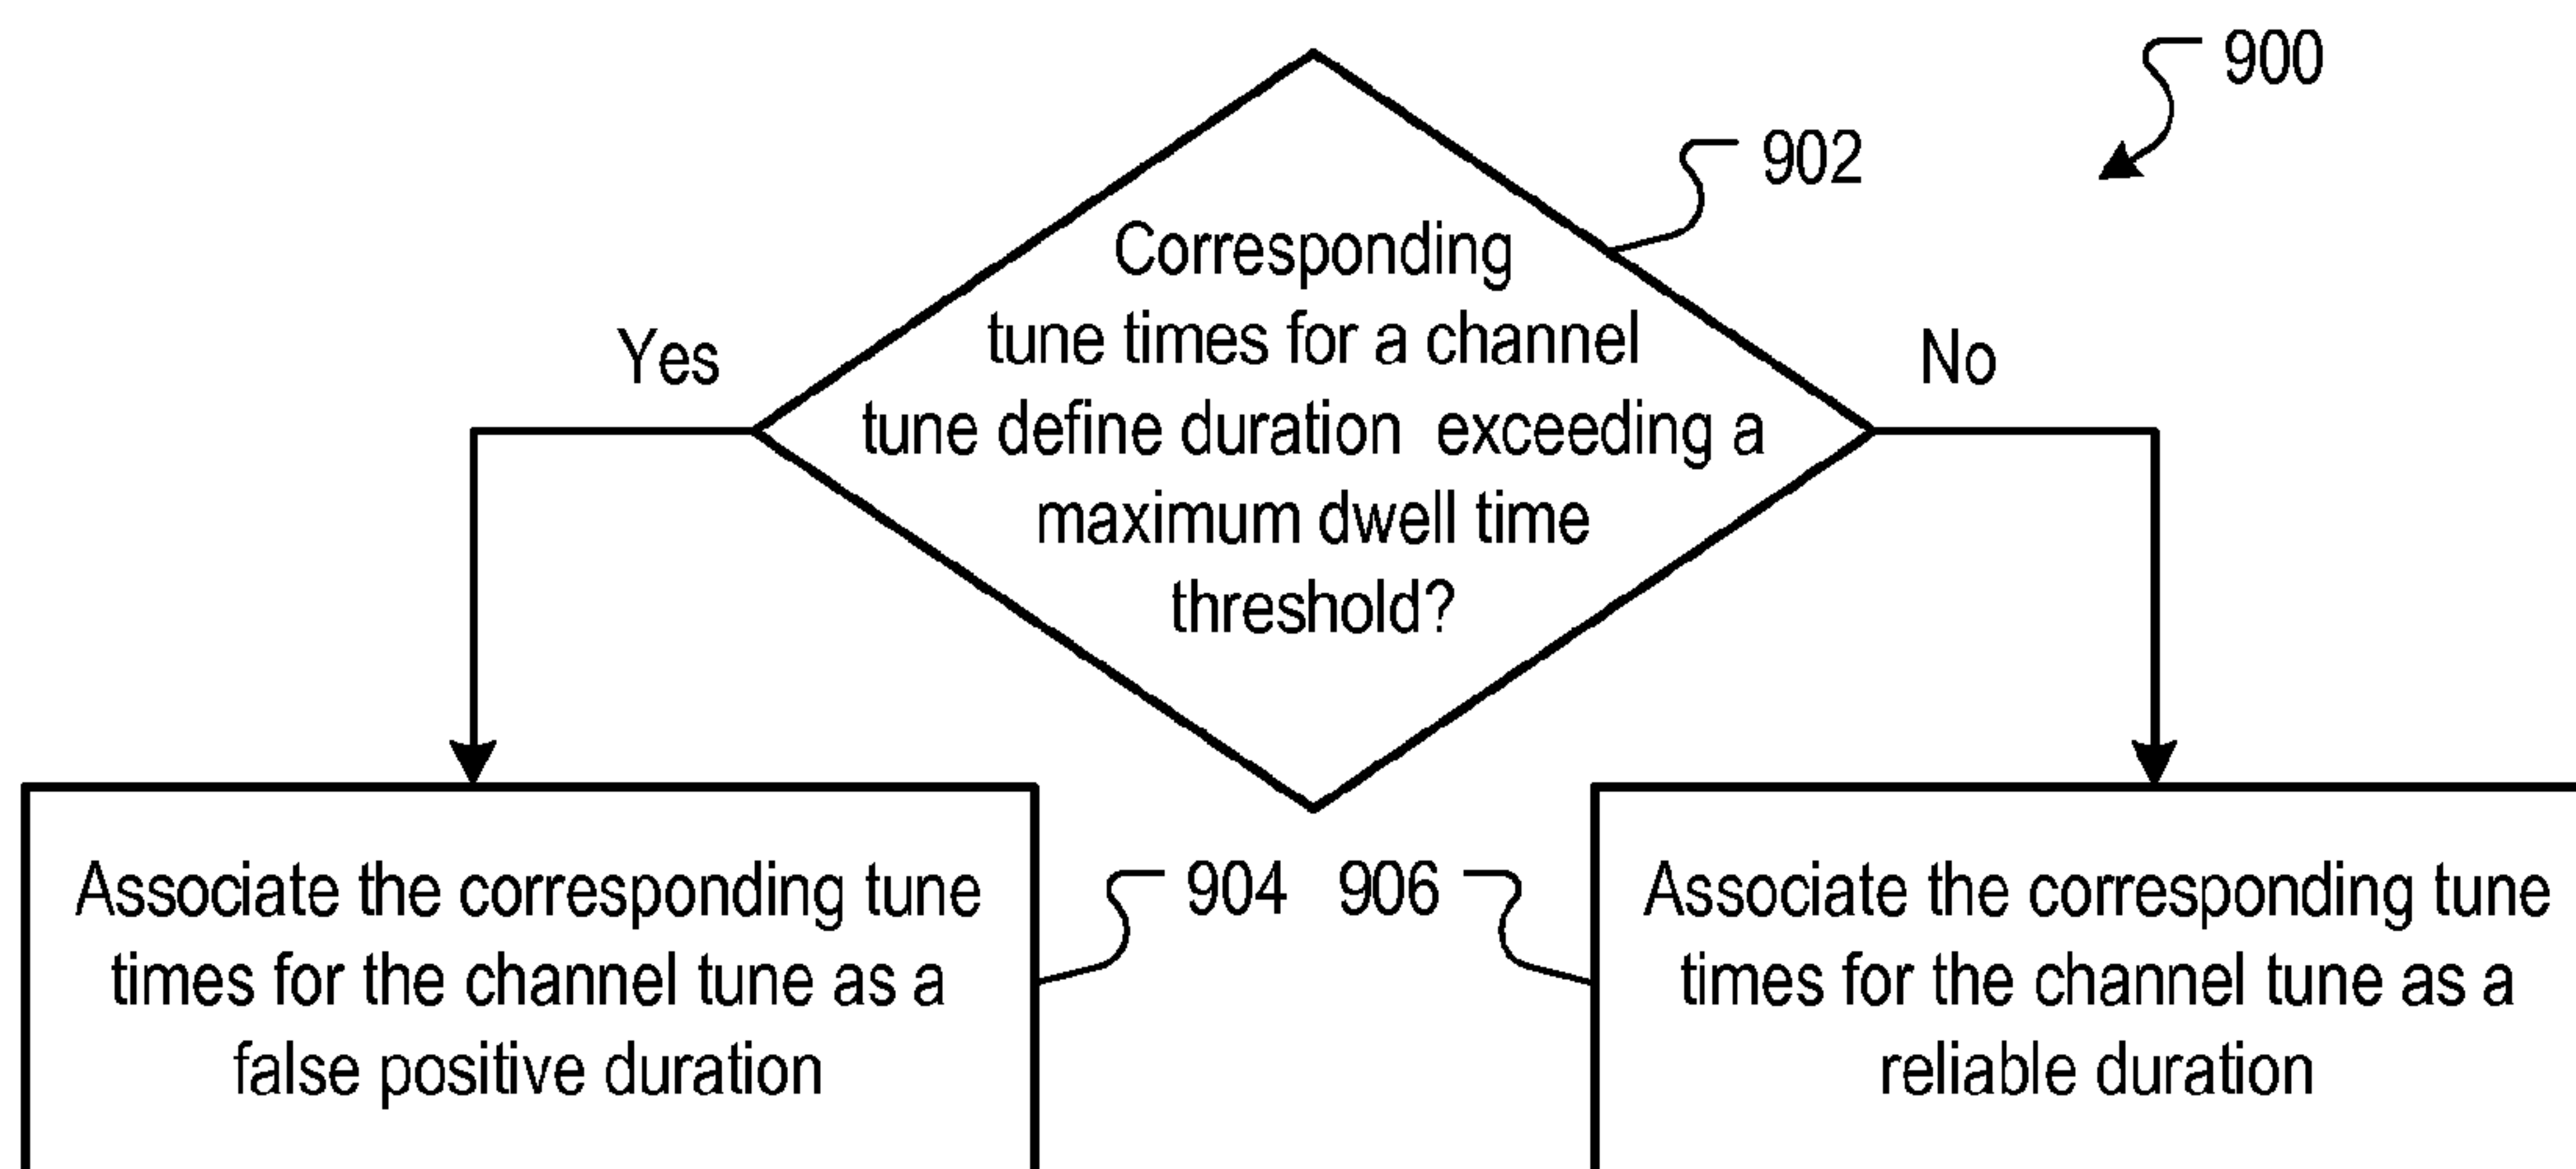 900
902
Corresponding
tune times for a channel
tune define duration exceeding a
maximum dwell time
threshold?
Yes
No
Associate the corresponding tune
times for the channel tune as a
false positive duration
904
906
Associate the corresponding tune
times for the channel tune as a
reliable duration